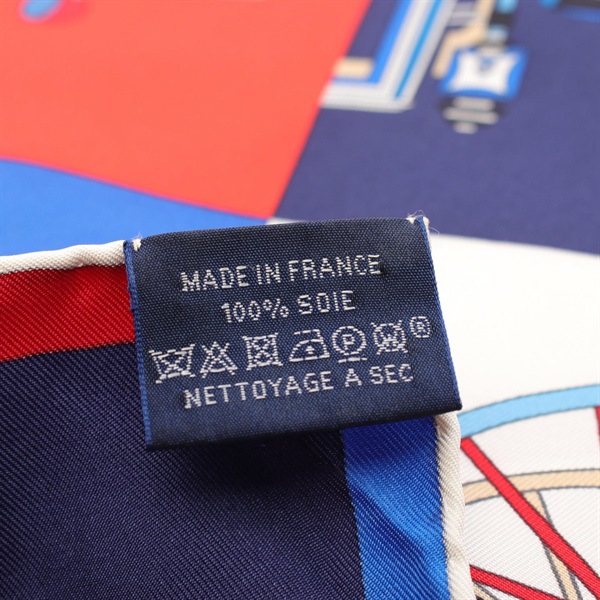 MADE IN FRANCE
100% SOIE
P ®
NETTOYAGE A SEC